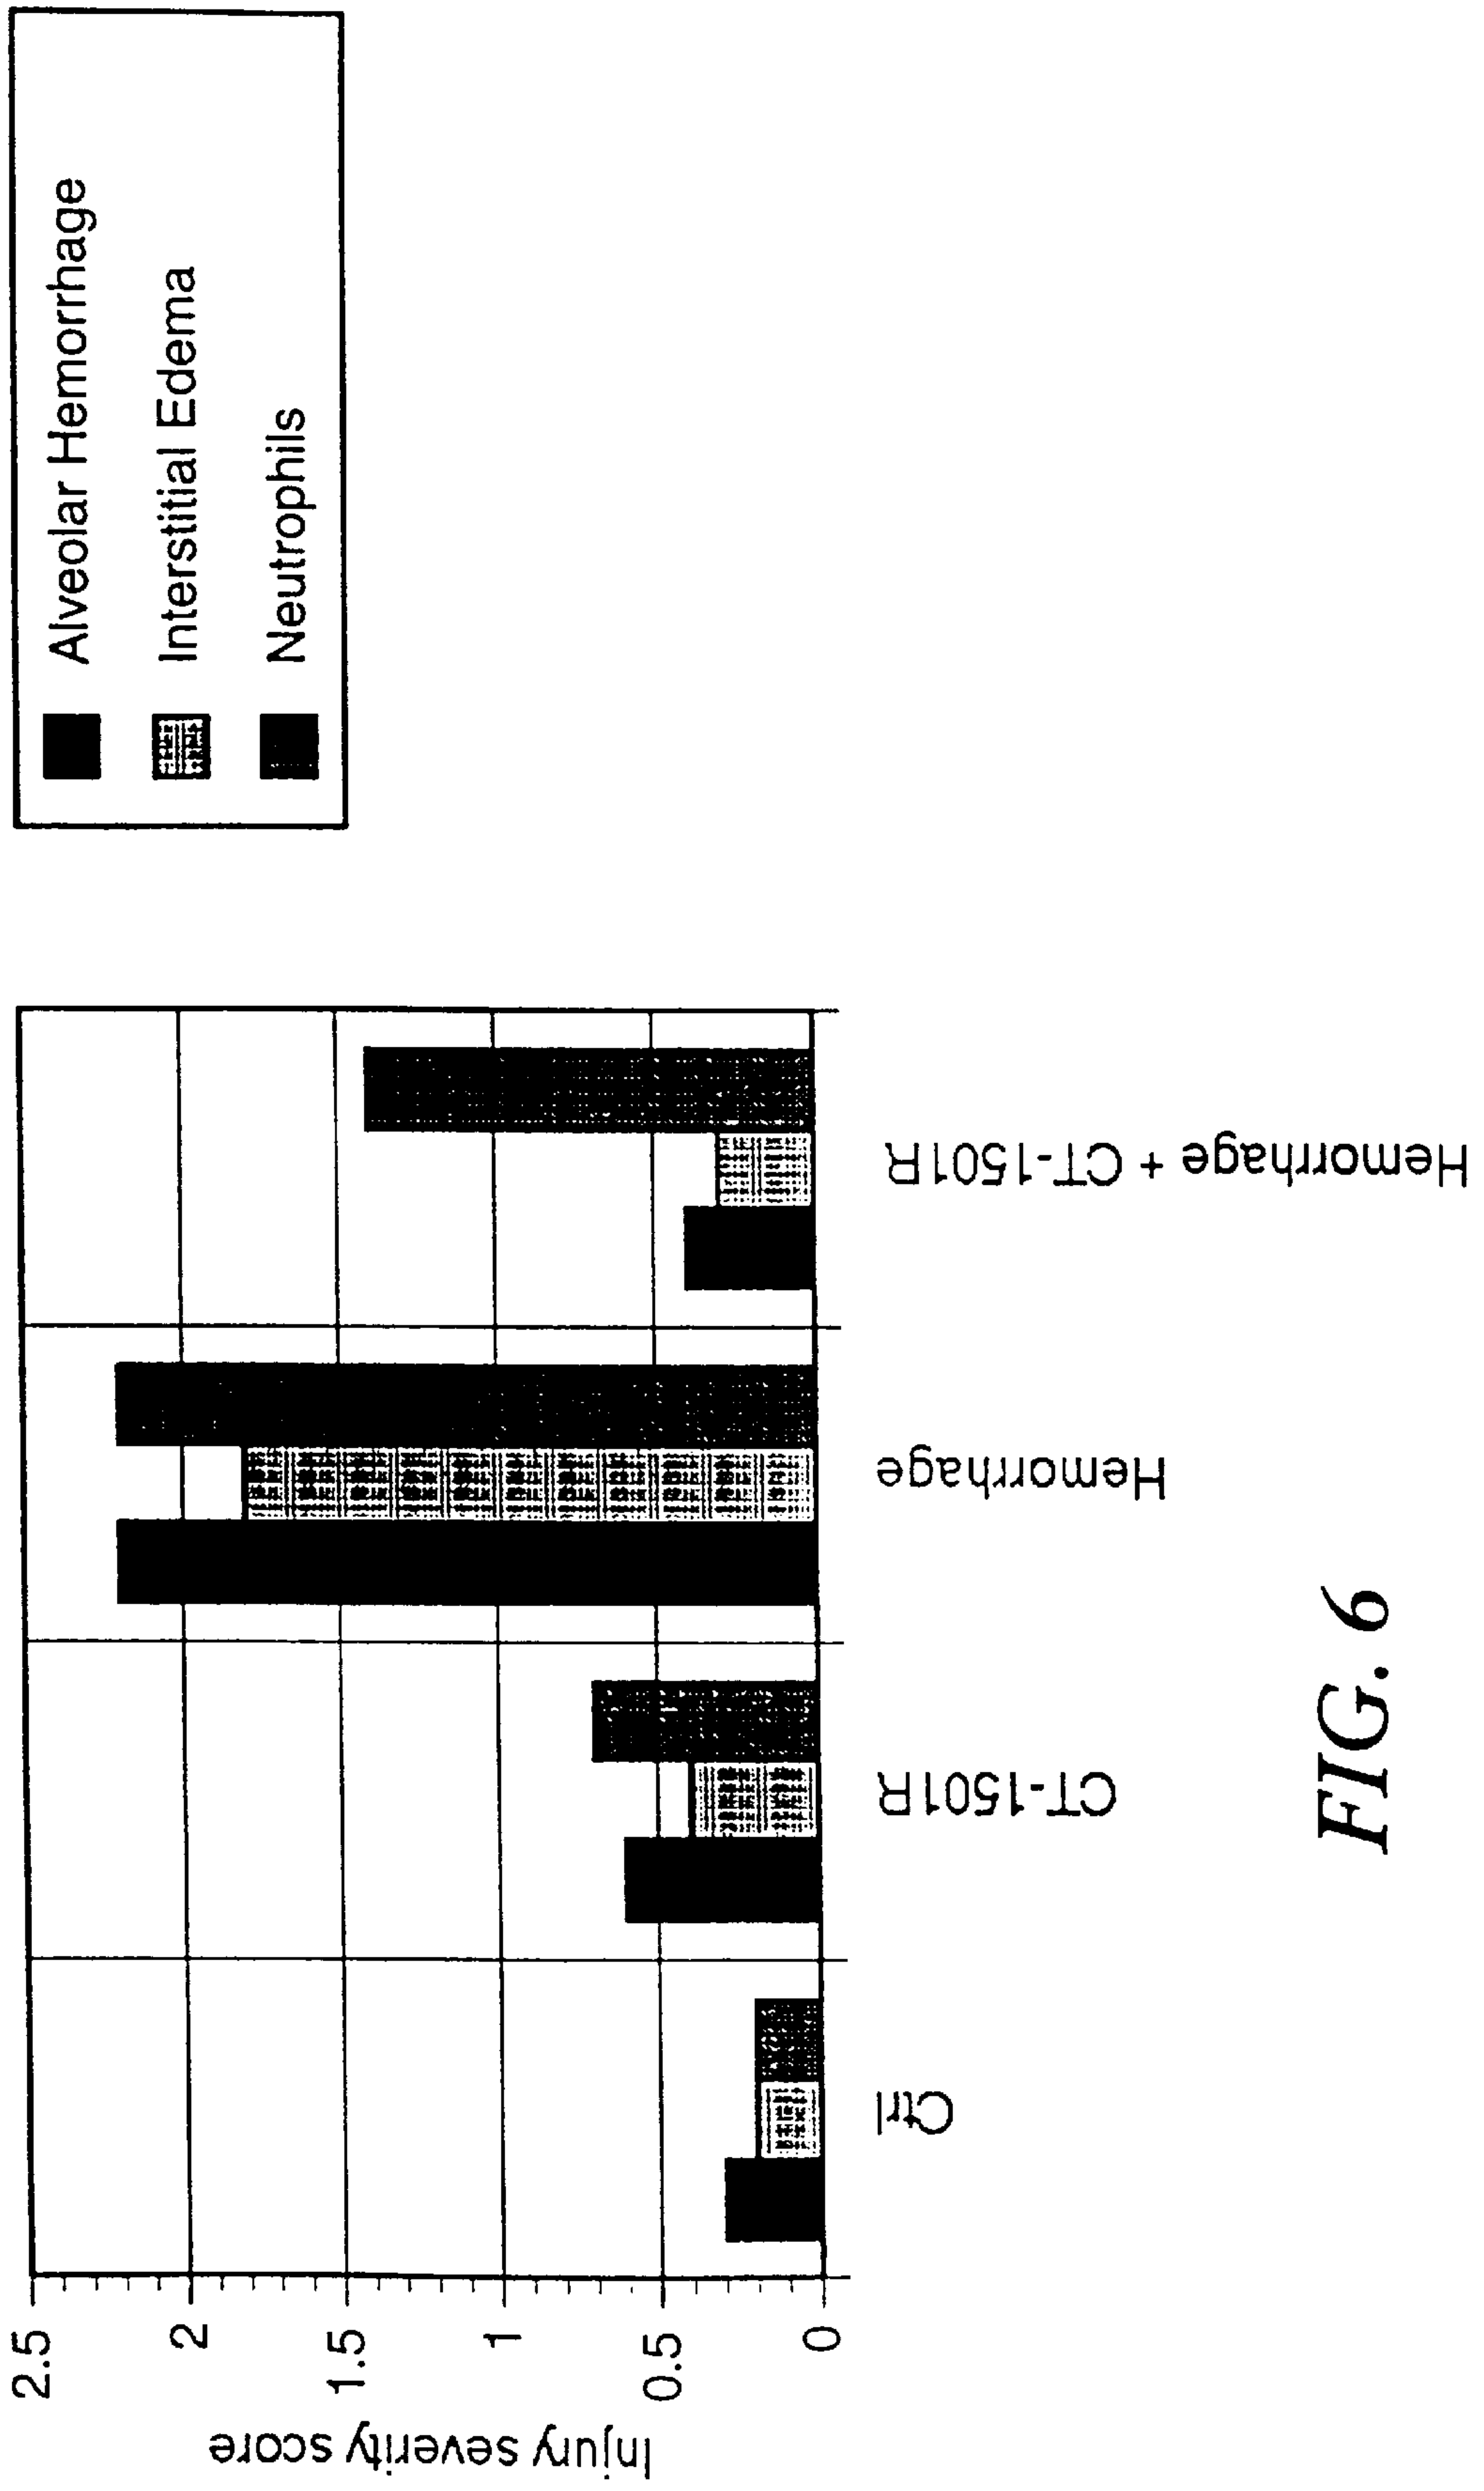 Alveolar Hemorrhage
Interstitial Edema
Neutrophils
Injury severity score
2.5
2
1.5
1
0.5
0
Ctrl
CT-1501R
Hemorrhage
Hemorrhage + CT-1501R
FIG. 6